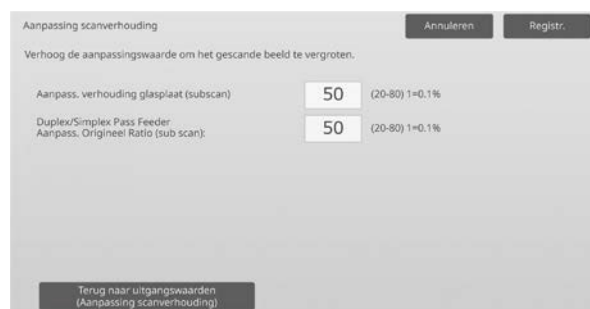 Aanpassing scanverhouding Annuleren Registr.
Verhoog de aanpassingswaarde om het gescande beeld te vergroten.
Aanpass. verhouding glasplaat (subscan) 50 (20-80) 1=0.1%
Duplex/Simplex Pass Feeder
Aanpass. Origineel Ratio (sub scan): 50 (20-80) 1=0.1%
Terug naar uitgangswaarden
(Aanpassing scanverhouding)